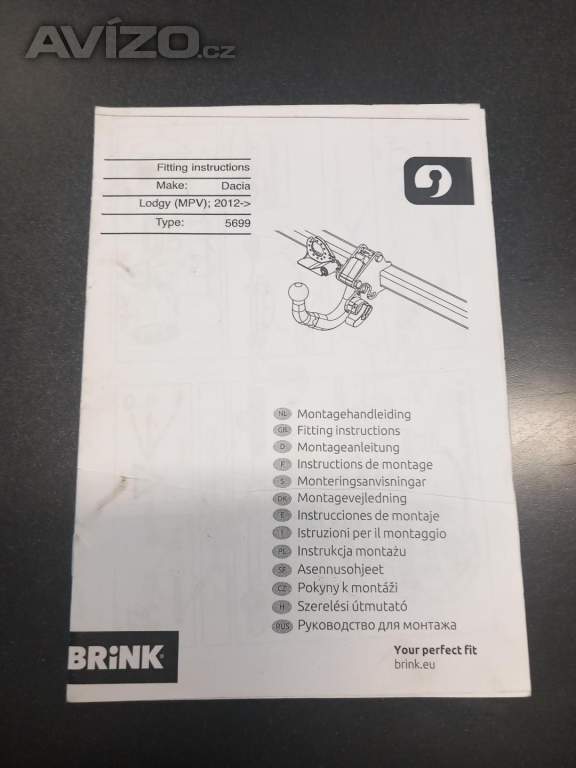 AVÍZO.cz
Fitting instructions
Make: Dacia
Lodgy (MPV); 2012->
Type: 5699
NL Montagehandleiding
GB Fitting instructions
D Montageanleitung
F Instructions de montage
S Monteringsanvisningar
DK Montagevejledning
E Instrucciones de montaje
I Istruzioni per il montaggio
PL Instrukcja montażu
SF Asennusohjeet
CZ Pokyny k montáži
H Szerelési útmutató
RUS Руководство для монтажа
BRiNK®
Your perfect fit
brink.eu